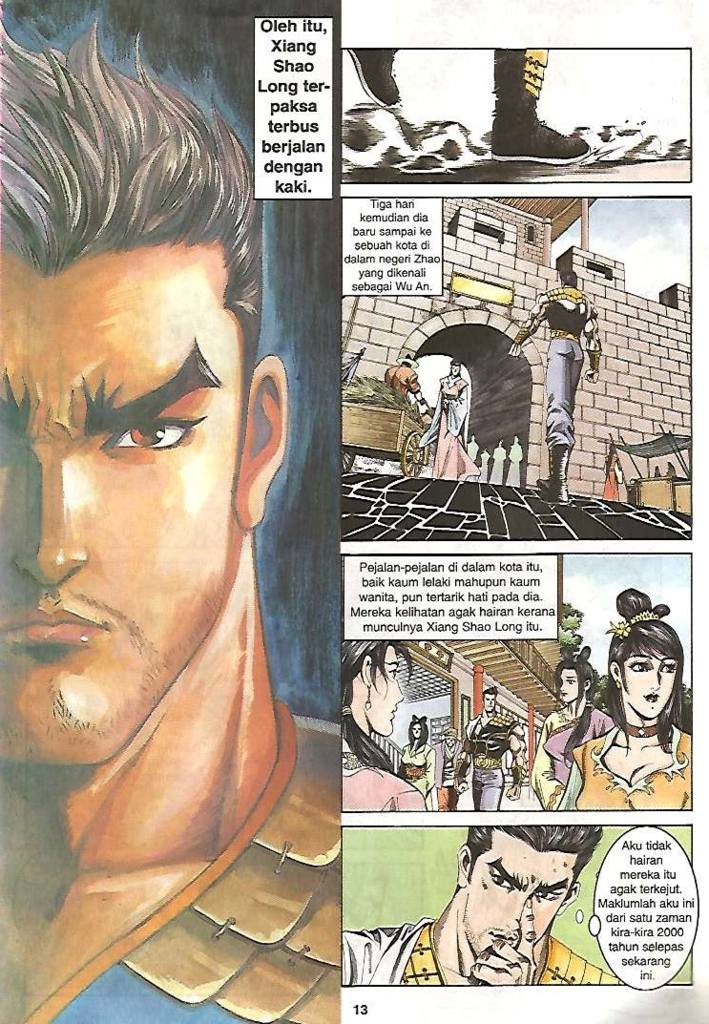 Oleh itu,
Xiang
Shao
Long ter-
paksa
terbus
berjalan
dengan
kaki.
Tiga hari
kemudian dia
baru sampai ke
sebuah kota di
dalam negeri Zhao
yang dikenali
sebagai Wu An.
Pejalan-pejalan di dalam kota itu,
baik kaum lelaki mahupun kaum
wanita, pun tertarik hati pada dia.
Mereka kelihatan agak hairan kerana
munculnya Xiang Shao Long itu.
Aku tidak
hairan
mereka itu
agak terkejut.
Maklumlah aku ini
dari satu zaman
kira-kira 2000
tahun selepas
sekarang
ini.
13